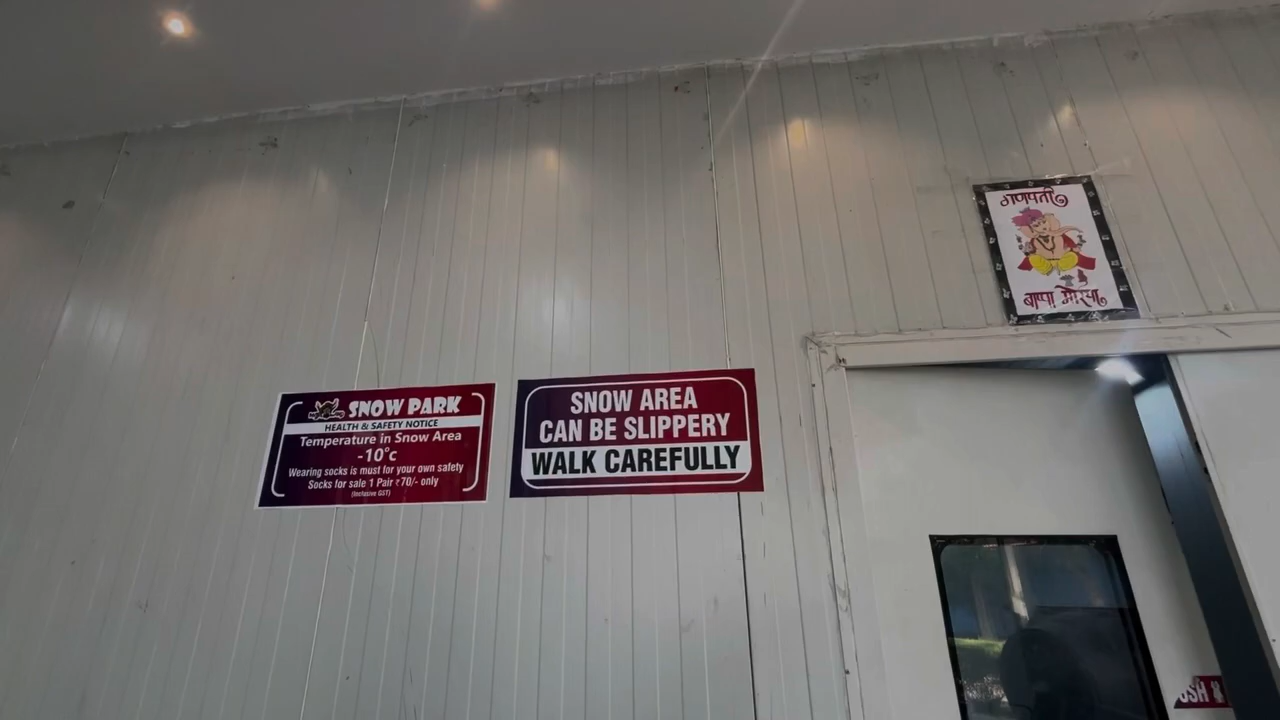 SNOW PARK
HEALTH & SAFETY NOTICE
Temperature in Snow Area
-10°c
Wearing socks is must for your own safety
Socks for sale 1 Pair ₹70/- only
(Inclusive GST)
SNOW AREA
CAN BE SLIPPERY
WALK CAREFULLY
गणपती
बाप्पा मोरया